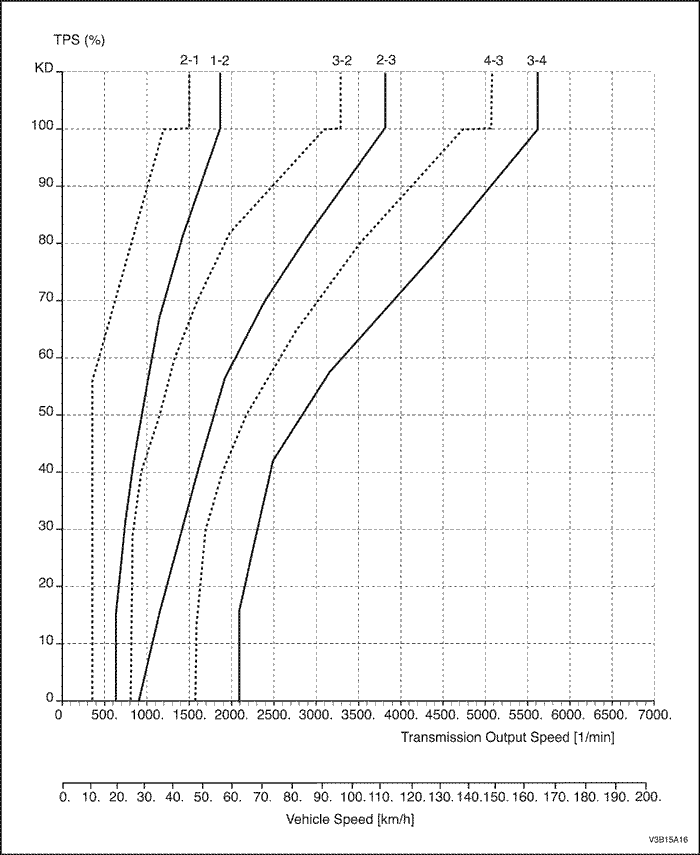 TPS (%)
2-1 1-2 3-2 2-3 4-3 3-4
KD
100
90
80
70
60
50
40
30
20
10
0
0 500. 1000. 1500. 2000. 2500. 3000. 3500. 4000. 4500. 5000. 5500. 6000. 6500. 7000.
Transmission Output Speed [1/min]
0. 10. 20. 30. 40. 50. 60. 70. 80. 90. 100. 110. 120. 130. 140. 150. 160. 170. 180. 190. 200.
Vehicle Speed [km/h]
V3B15A16